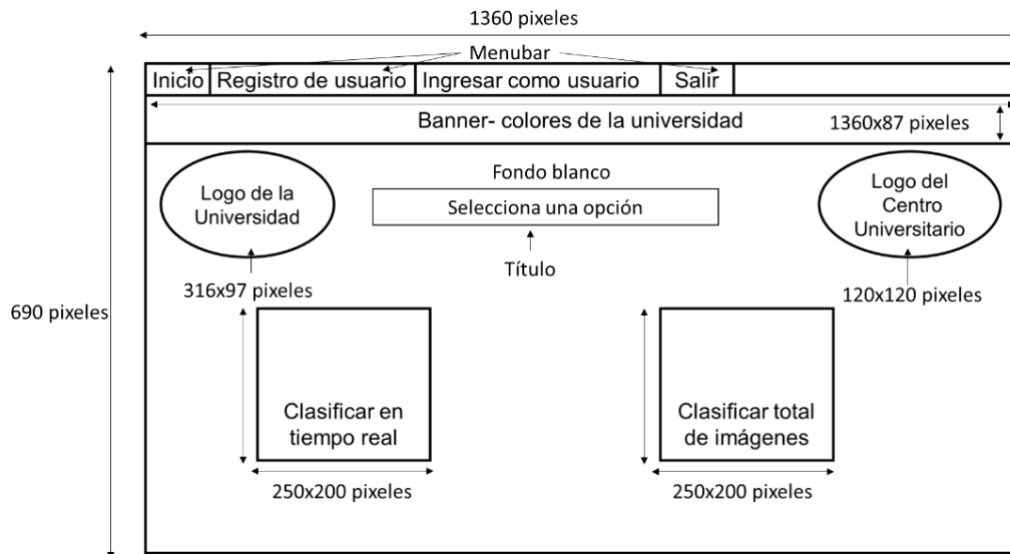 1360 pixeles
Menubar
Inicio
Registro de usuario
Ingresar como usuario
Salir
Banner- colores de la universidad
1360x87 pixeles
Logo de la
Universidad
Fondo blanco
Selecciona una opción
Título
Logo del
Centro
Universitario
316x97 pixeles
120x120 pixeles
690 pixeles
Clasificar en
tiempo real
Clasificar total
de imágenes
250x200 pixeles
250x200 pixeles